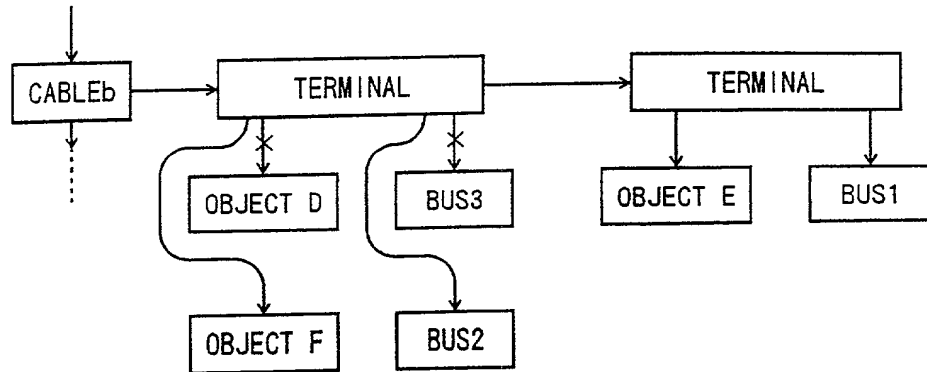 CABLEb
TERMINAL
TERMINAL
OBJECT D
BUS3
OBJECT E
BUS1
OBJECT F
BUS2